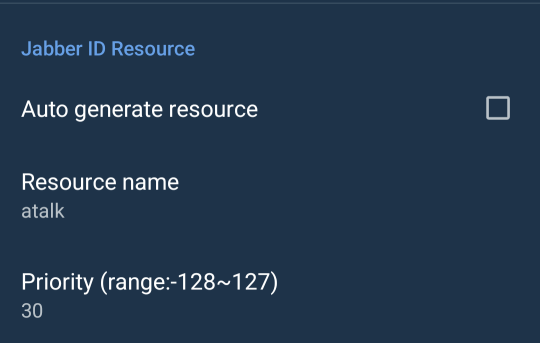 Jabber ID Resource
Auto generate resource
Resource name
atalk
Priority (range:-128~127)
30